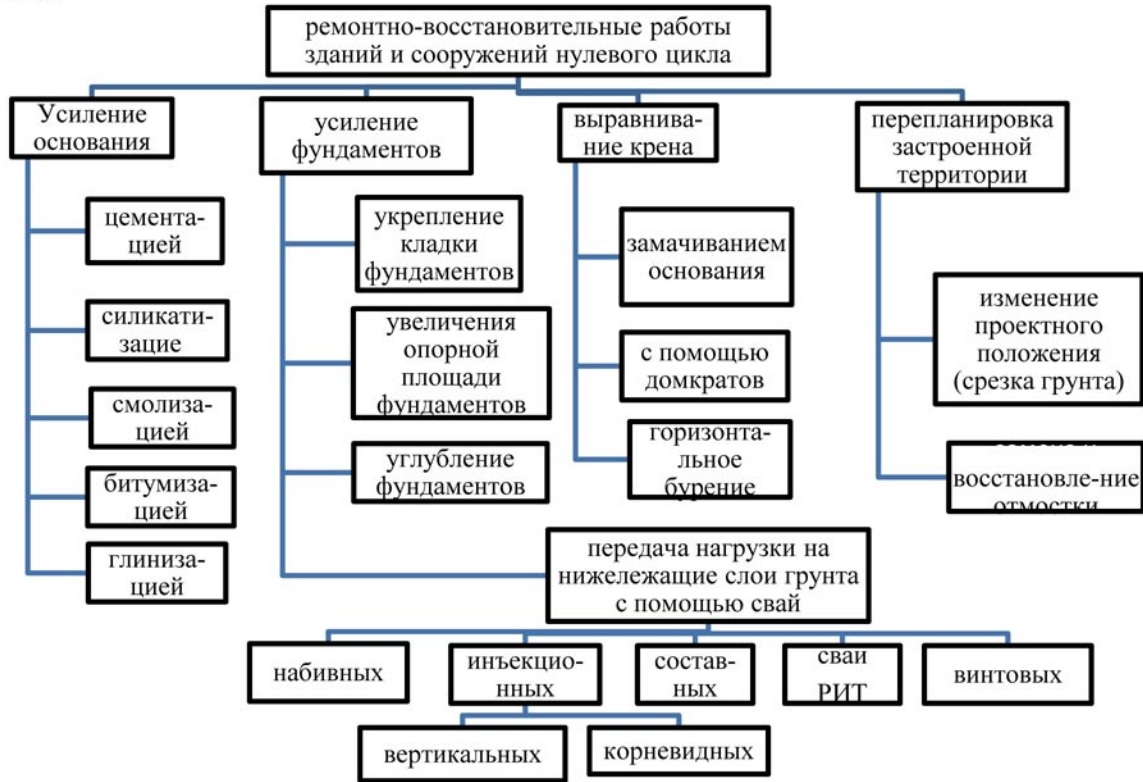 ремонтно-восстановительные работы
зданий и сооружений нулевого цикла
Усиление
основания
усиление
фундаментов
выравнива-
ние крена
перепланировка
застроенной
территории
цемента-
цией
силикати-
зацие
смолиза-
цией
битумиза-
цией
глиниза-
цией
укрепление
кладки
фундаментов
увеличения
опорной
площади
фундаментов
углубление
фундаментов
замачиванием
основания
с помощью
домкратов
горизонта-
льное
бурение
изменение
проектного
положения
(срезка грунта)
восстановле-ние
отмостки
передача нагрузки на
нижележащие слои грунта
с помощью свай
набивных
инъекцио-
нных
состав-
ных
сваи
РИТ
винтовых
вертикальных
корневидных